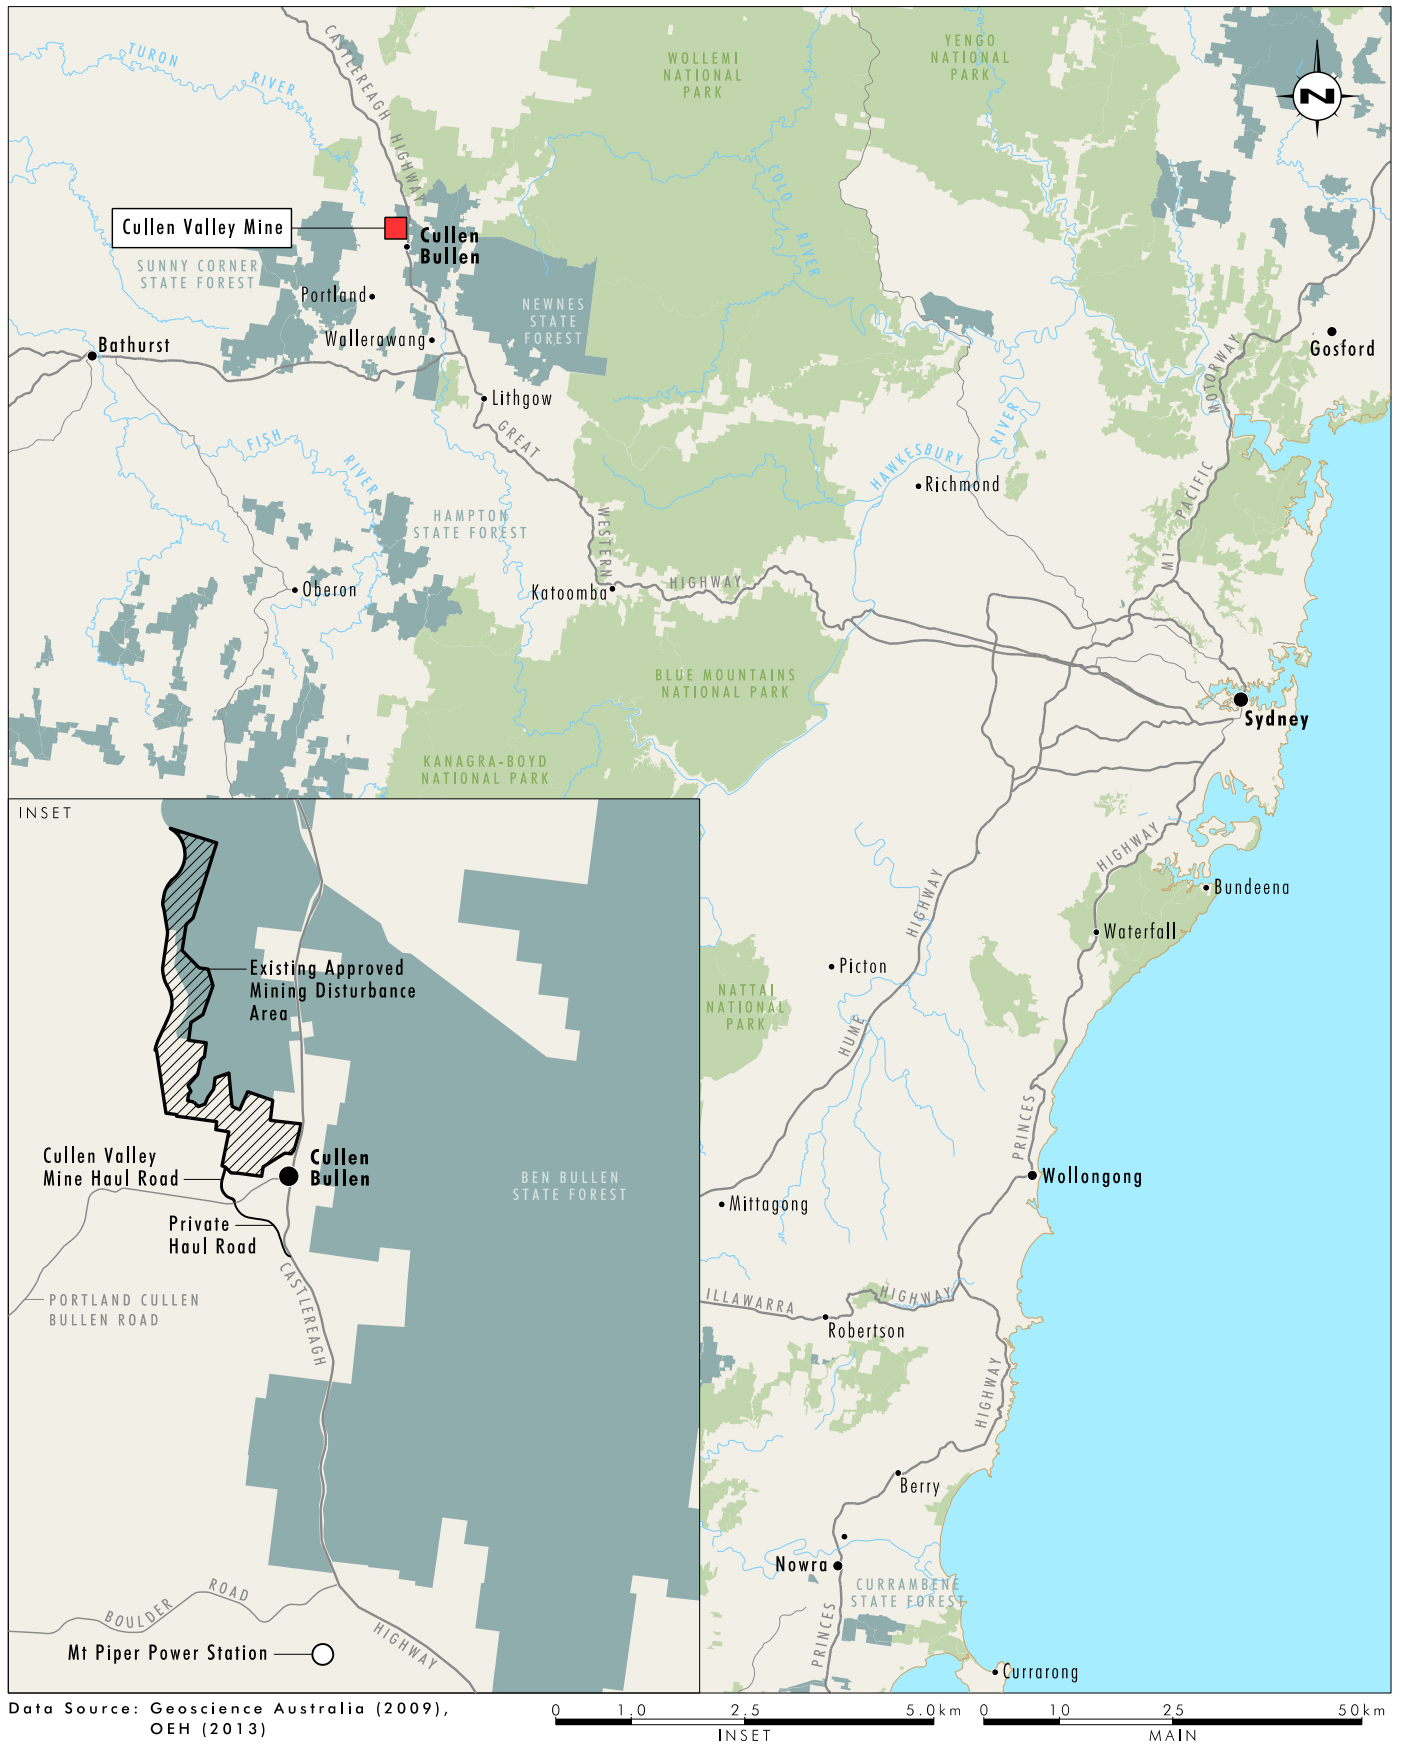 TURON
RIVER
CASTLEREAGH HIGHWAY
WOLLEMI
NATIONAL
PARK
YENGO
NATIONAL
PARK
N
COLO
RIVER
Cullen Valley Mine
Cullen
Bullen
SUNNY CORNER
STATE FOREST
Portland
NEWNES
STATE
FOREST
Wallerawang
Bathurst
Gosford
MOTORWAY
Lithgow
GREAT
FISH
RIVER
HAWKESBURY
RIVER
Richmond
PACIFIC
M1
HAMPTON
STATE FOREST
WESTERN
Oberon
Katoomba
HIGHWAY
BLUE MOUNTAINS
NATIONAL PARK
Sydney
KANAGRA-BOYD
NATIONAL PARK
INSET
HIGHWAY
Bundeena
HIGHWAY
Waterfall
Existing Approved
Mining Disturbance
Area
Picton
NATTAI
NATIONAL
PARK
HUME
PRINCES
Cullen Valley
Mine Haul Road
Cullen
Bullen
BEN BULLEN
STATE FOREST
Wollongong
Mittagong
Private
Haul Road
CASTLEREAGH
PORTLAND CULLEN
BULLEN ROAD
ILLAWARRA
HIGHWAY
Robertson
HIGHWAY
Berry
Nowra
CURRAMBENE
STATE FOREST
BOULDER
ROAD
PRINCES
HIGHWAY
Mt Piper Power Station
Currarong
Data Source: Geoscience Australia (2009),
OEH (2013)
0 1.0 2.5 5.0km
INSET
0 10 25 50km
MAIN